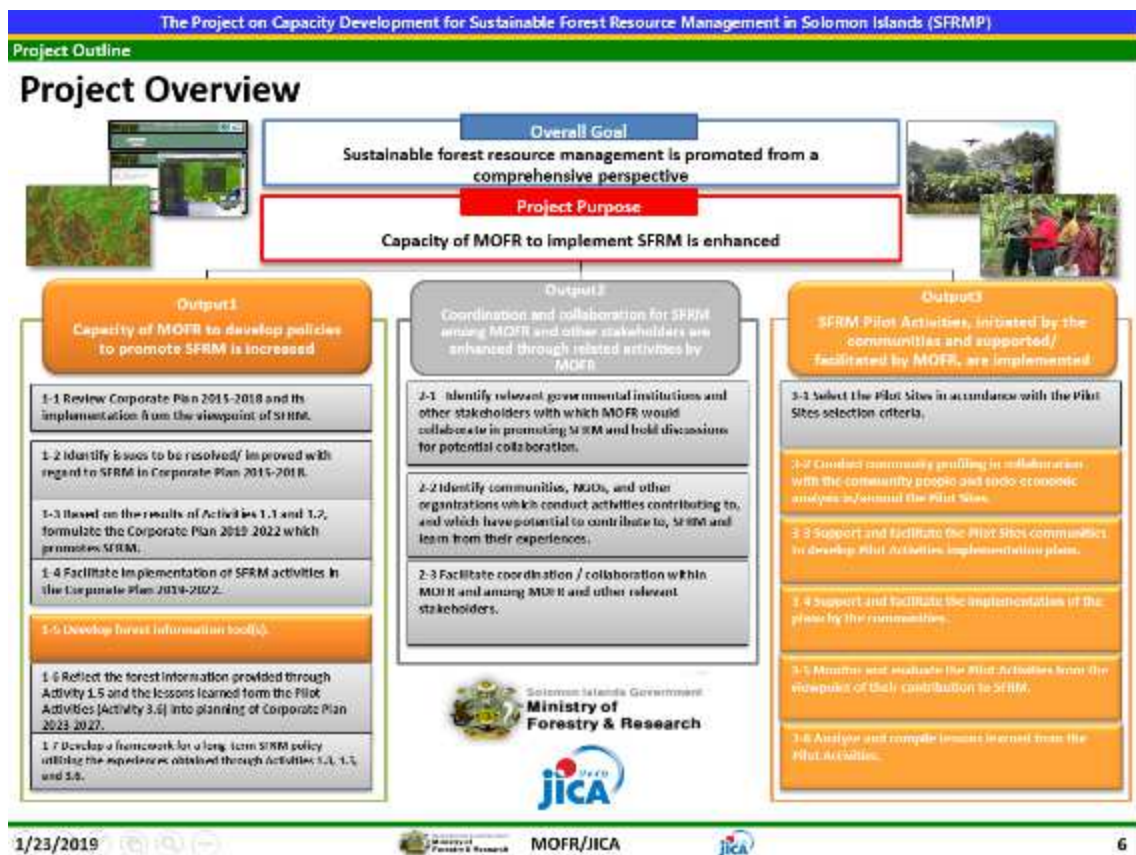 The Project on Capacity Development for Sustainable Forest Resource Management in Solomon Islands (SFRMP)
Project Outline
Project Overview
Overall Goal
Sustainable forest resource management is promoted from a
comprehensive perspective
Project Purpose
Capacity of MOFR to implement SFRM is enhanced
Output1
Capacity of MOFR to develop policies
to promote SFRM is increased
1-1 Review Corporate Plan 2015-2018 and its
implementation from the viewpoint of SFRM.
1-2 Identify issues to be resolved/ improved with
regard to SFRM in Corporate Plan 2015-2018.
1-3 Based on the results of Activities 1.1 and 1.2,
formulate the Corporate Plan 2019-2022 which
promotes SFRM.
1-4 Facilitate implementation of SFRM activities in
the Corporate Plan 2019-2022.
1-5 Develop forest information tool(s).
1-6 Reflect the forest information provided through
Activity 1.5 and the lessons learned form the Pilot
Activities (Activity 3.6) into planning of Corporate Plan
2023-2027.
1-7 Develop a framework for a long-term SFRM policy
utilizing the experiences obtained through Activities 1.3, 1.5,
and 3.6.
Output2
Coordination and collaboration for SFRM
among MOFR and other stakeholders are
enhanced through related activities by
MOFR
2-1 Identify relevant governmental institutions and
other stakeholders with which MOFR would
collaborate in promoting SFRM and hold discussions
for potential collaboration.
2-2 Identify communities, NGOs, and other
organizations which conduct activities contributing to,
and which have potential to contribute to, SFRM and
learn from their experiences.
2-3 Facilitate coordination / collaboration within
MOFR and among MOFR and other relevant
stakeholders.
Output3
SFRM Pilot Activities, initiated by the
communities and supported/
facilitated by MOFR, are implemented
3-1 Select the Pilot Sites in accordance with the Pilot
Sites selection criteria.
3-2 Conduct community profiling in collaboration
with the community people and socio-economic
analysis in/around the Pilot Sites.
3-3 Support and facilitate the Pilot Sites communities
to develop Pilot Activities implementation plans.
3-4 Support and facilitate the implementation of the
plans by the communities.
3-5 Monitor and evaluate the Pilot Activities from the
viewpoint of their contribution to SFRM.
3-6 Analyse and compile lessons learned from the
Pilot Activities.
Solomon Islands Government
Ministry of
Forestry & Research
JICA
1/23/2019
Ministry of
Forestry & Research
MOFR/JICA
JICA
6